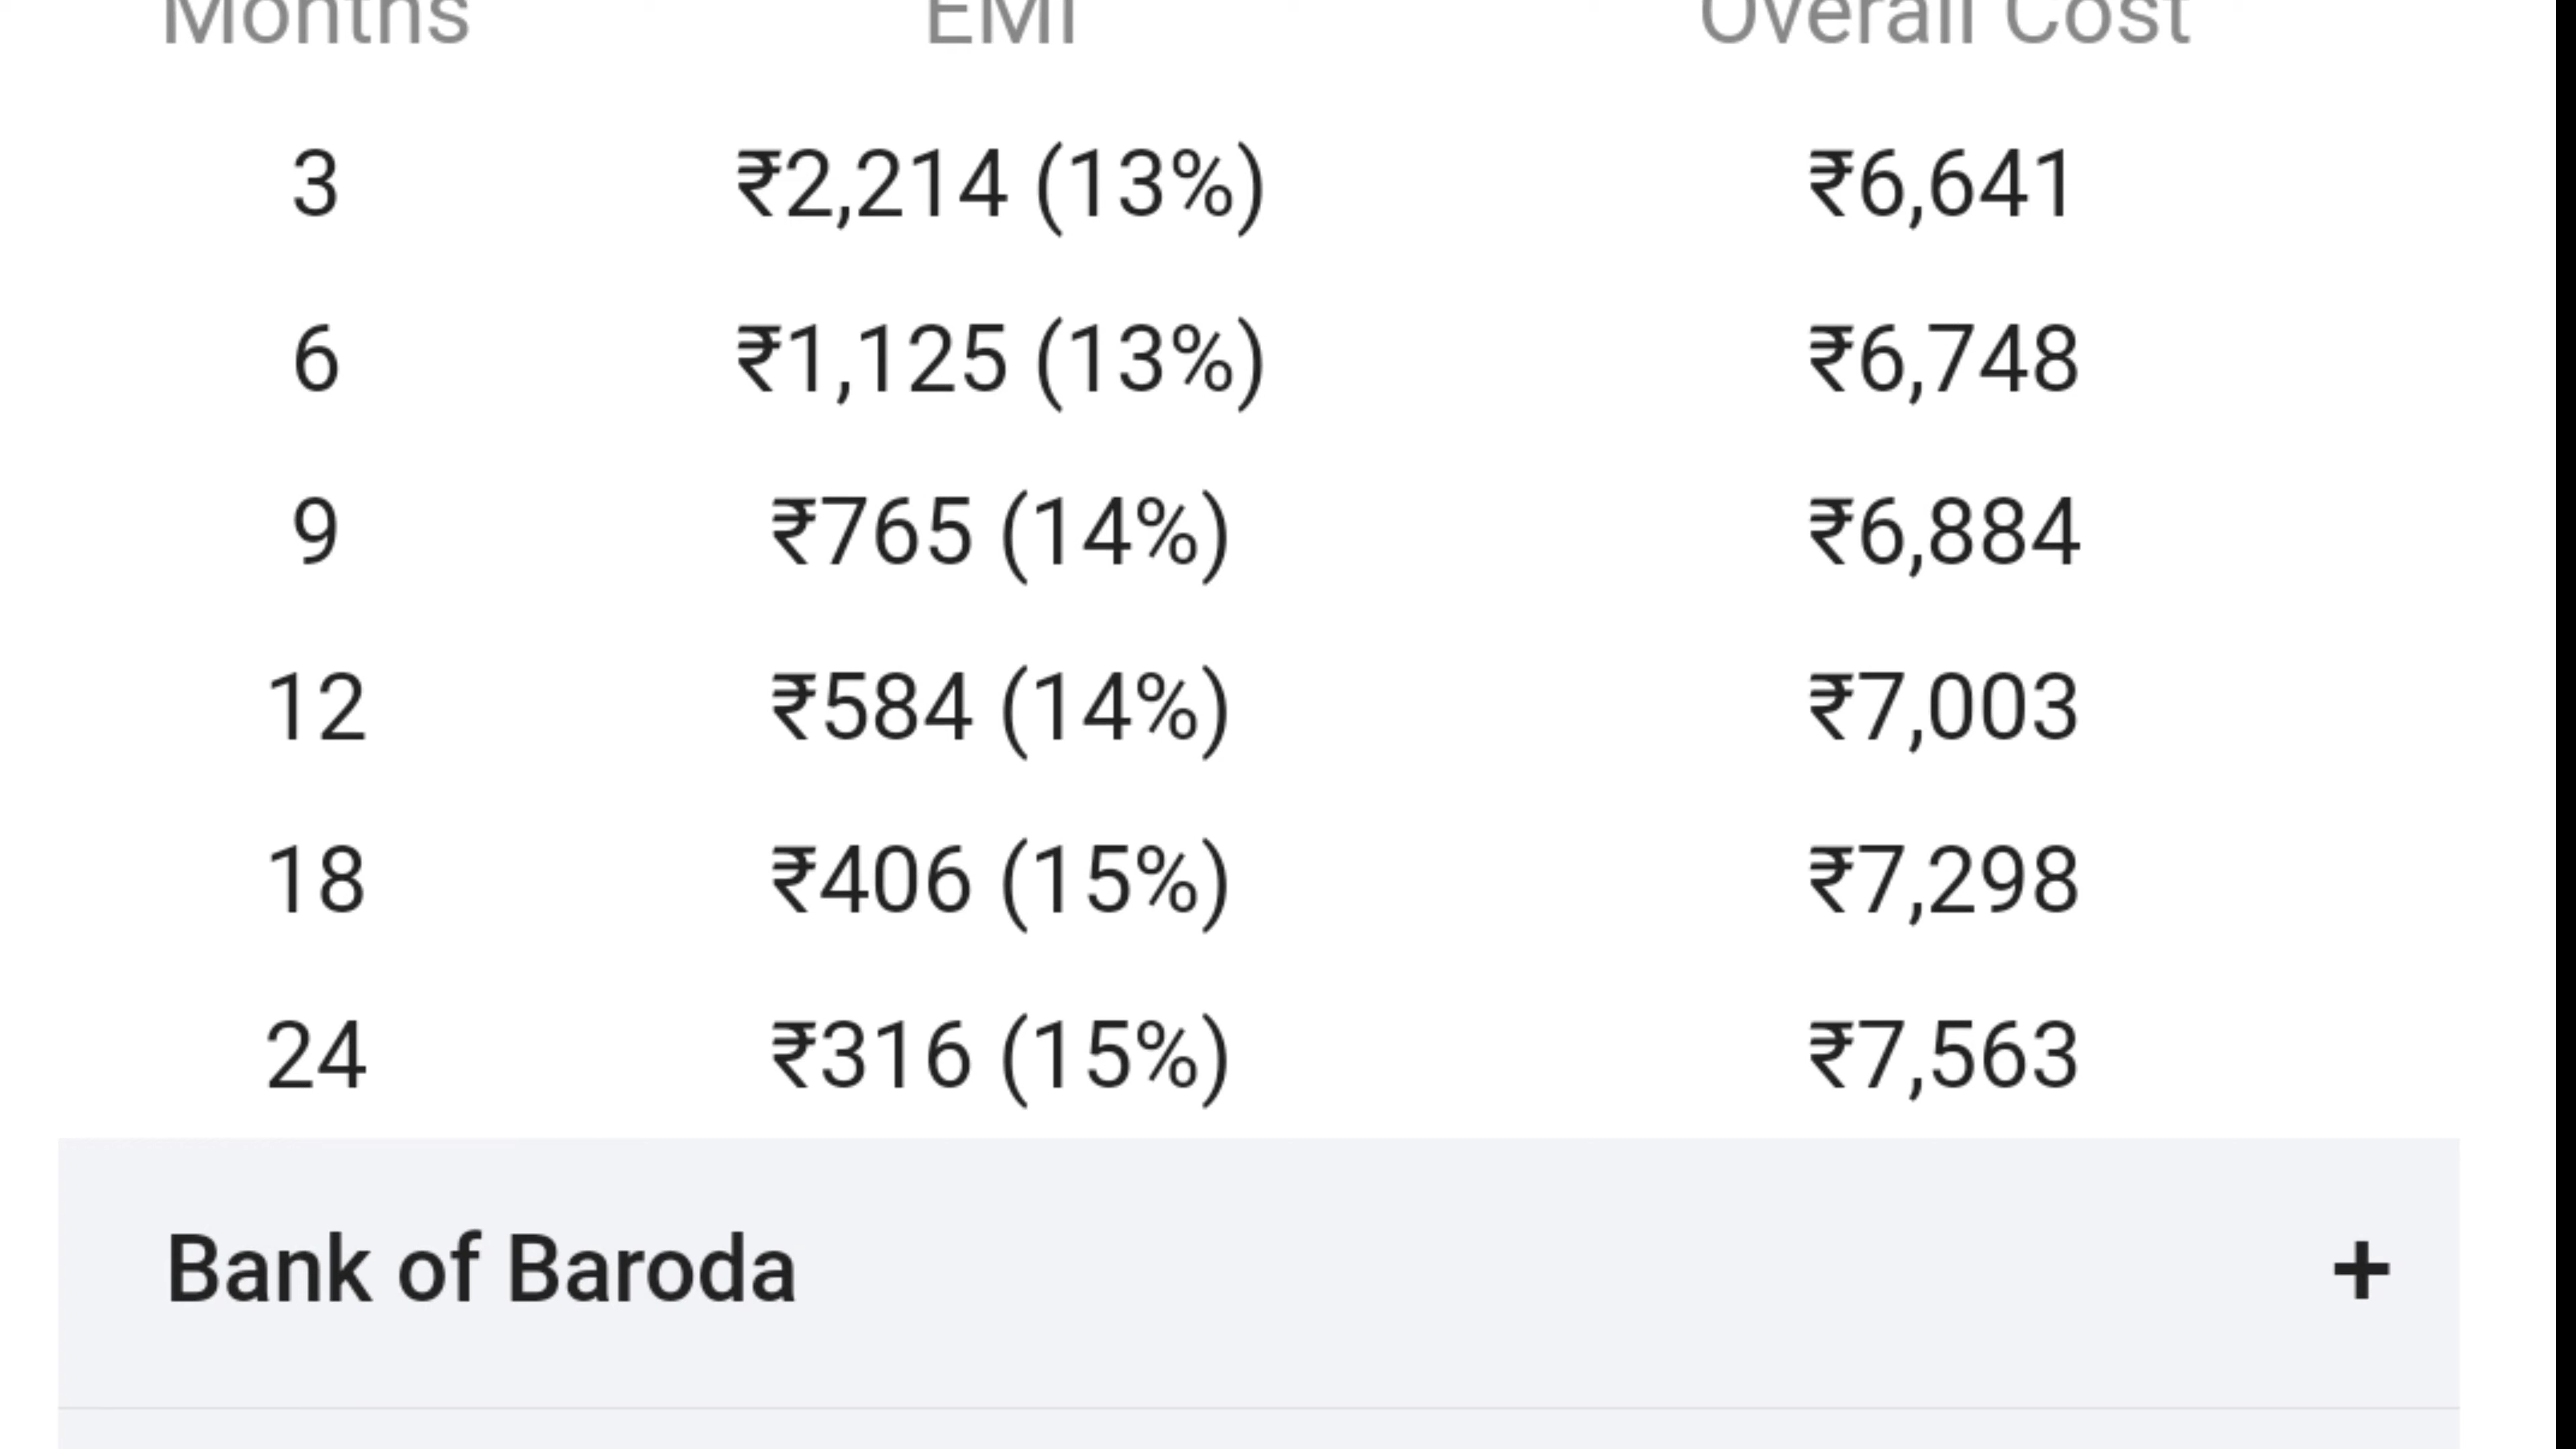 Months EMI Overall Cost
3 ₹2,214 (13%) ₹6,641
6 ₹1,125 (13%) ₹6,748
9 ₹765 (14%) ₹6,884
12 ₹584 (14%) ₹7,003
18 ₹406 (15%) ₹7,298
24 ₹316 (15%) ₹7,563
Bank of Baroda +